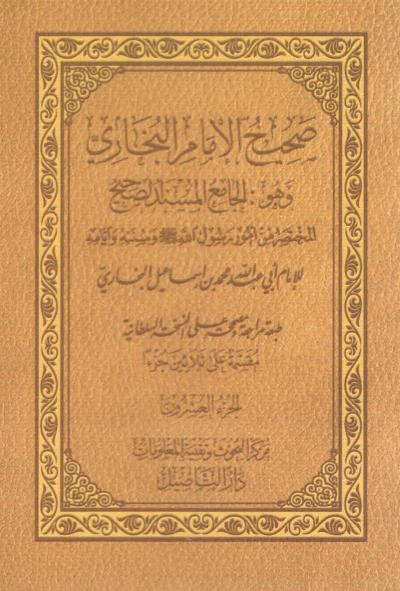 صحيح الإمام البخاري
وهو: الجامع المسند الصحيح
المختصر من أمور رسول الله ﷺ وسننه وأيامه
للإمام أبي عبد الله محمد بن إسماعيل البخاري
طبعة مراجعة ومصححة على النسخة السلطانية
مقسمة على ثلاثين جزءًا
الجزء العشرون
مركز البحوث وتقنية المعلومات
دار التأصيل